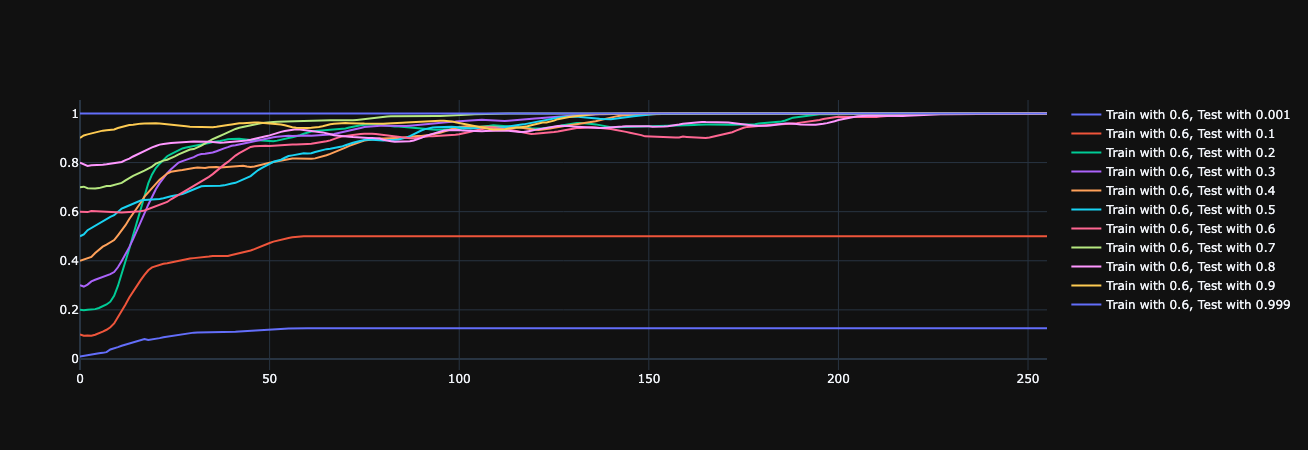 1
0.8
0.6
0.4
0.2
0
0 50 100 150 200 250
Train with 0.6, Test with 0.001
Train with 0.6, Test with 0.1
Train with 0.6, Test with 0.2
Train with 0.6, Test with 0.3
Train with 0.6, Test with 0.4
Train with 0.6, Test with 0.5
Train with 0.6, Test with 0.6
Train with 0.6, Test with 0.7
Train with 0.6, Test with 0.8
Train with 0.6, Test with 0.9
Train with 0.6, Test with 0.999